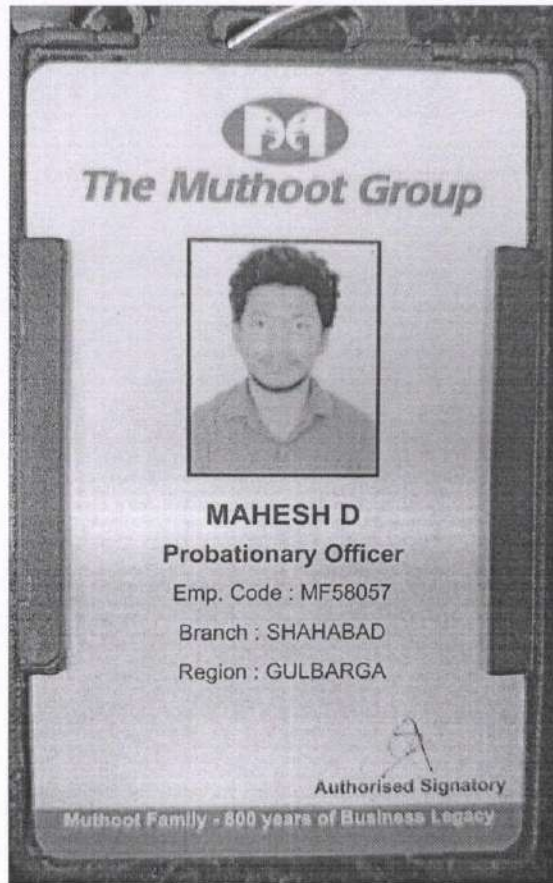 The Muthoot Group
MAHESH D
Probationary Officer
Emp. Code : MF58057
Branch : SHAHABAD
Region : GULBARGA
Authorised Signatory
Muthoot Family - 800 years of Business Legacy